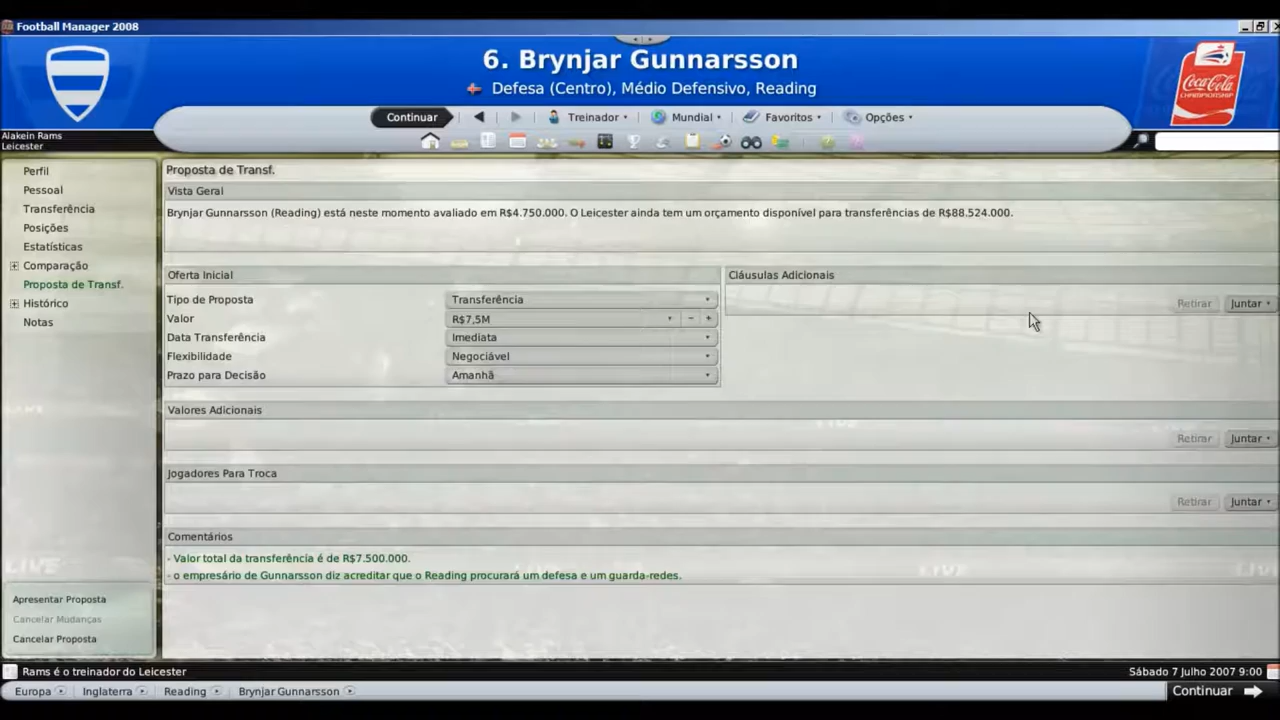 Football Manager 2008
6. Brynjar Gunnarsson
Defesa (Centro), Médio Defensivo, Reading
Coca-Cola
CHAMPIONSHIP
Alakein Rams
Leicester
Continuar
Treinador
Mundial
Favoritos
Opções
Perfil
Pessoal
Transferência
Posições
Estatísticas
Comparação
Proposta de Transf.
Histórico
Notas
Proposta de Transf.
Vista Geral
Brynjar Gunnarsson (Reading) está neste momento avaliado em R$4.750.000. O Leicester ainda tem um orçamento disponível para transferências de R$88.524.000.
Oferta Inicial
Tipo de Proposta Transferência
Valor R$7,5M - +
Data Transferência Imediata
Flexibilidade Negociável
Prazo para Decisão Amanhã
Cláusulas Adicionais
Retirar Juntar
Valores Adicionais
Retirar Juntar
Jogadores Para Troca
Retirar Juntar
Comentários
- Valor total da transferência é de R$7.500.000.
- o empresário de Gunnarsson diz acreditar que o Reading procurará um defesa e um guarda-redes.
LIVE
LIVE
Apresentar Proposta
Cancelar Mudanças
Cancelar Proposta
Rams é o treinador do Leicester
Sábado 7 Julho 2007 9:00
Europa Inglaterra Reading Brynjar Gunnarsson
Continuar